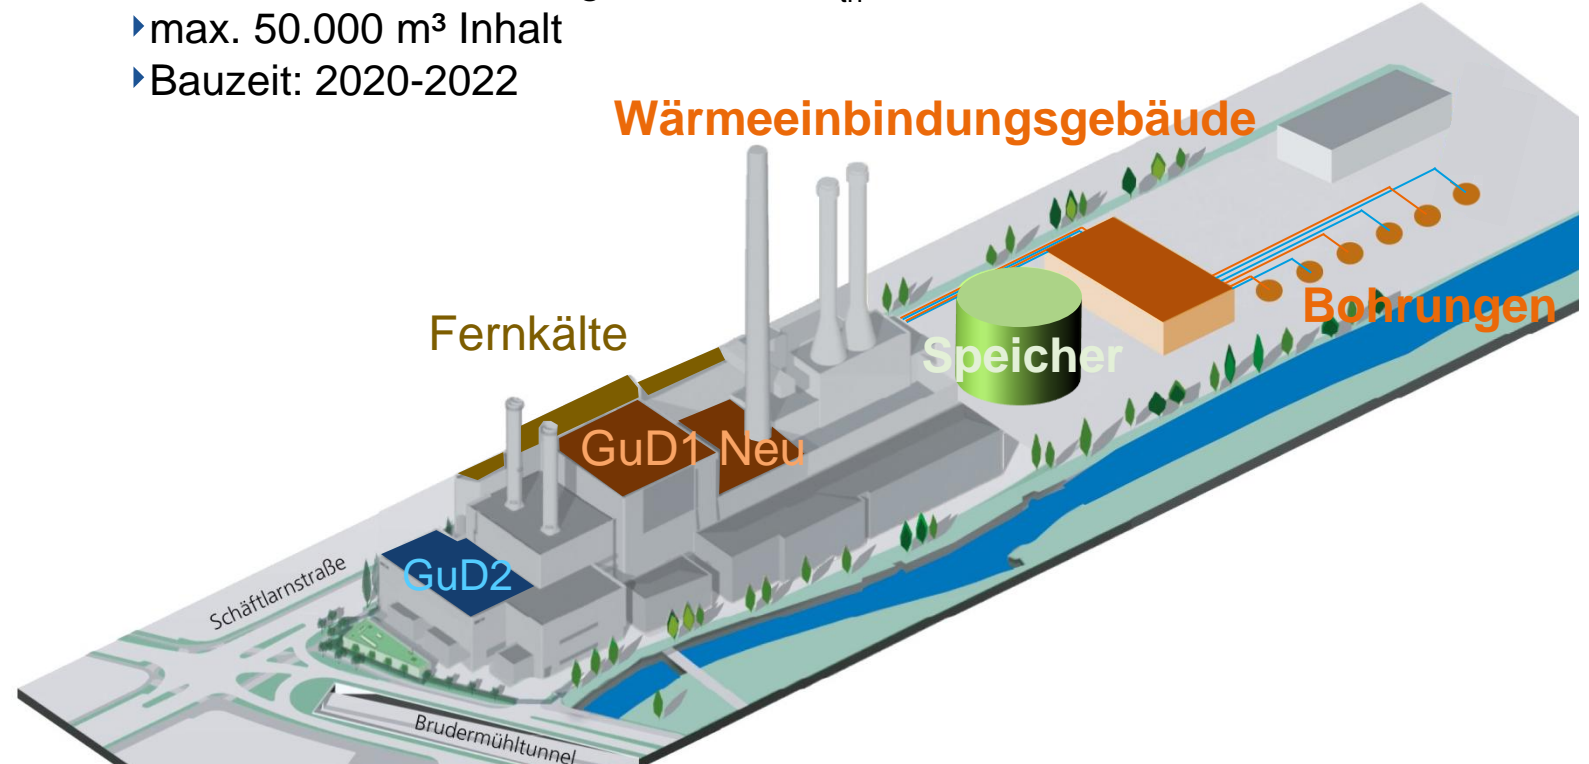 max. 50.000 m³ Inhalt
Bauzeit: 2020-2022
Wärmeeinbindungsgebäude
Bohrungen
Fernkälte
Speicher
GuD1 Neu
GuD2
Schäftlarnstraße
Brudermühltunnel